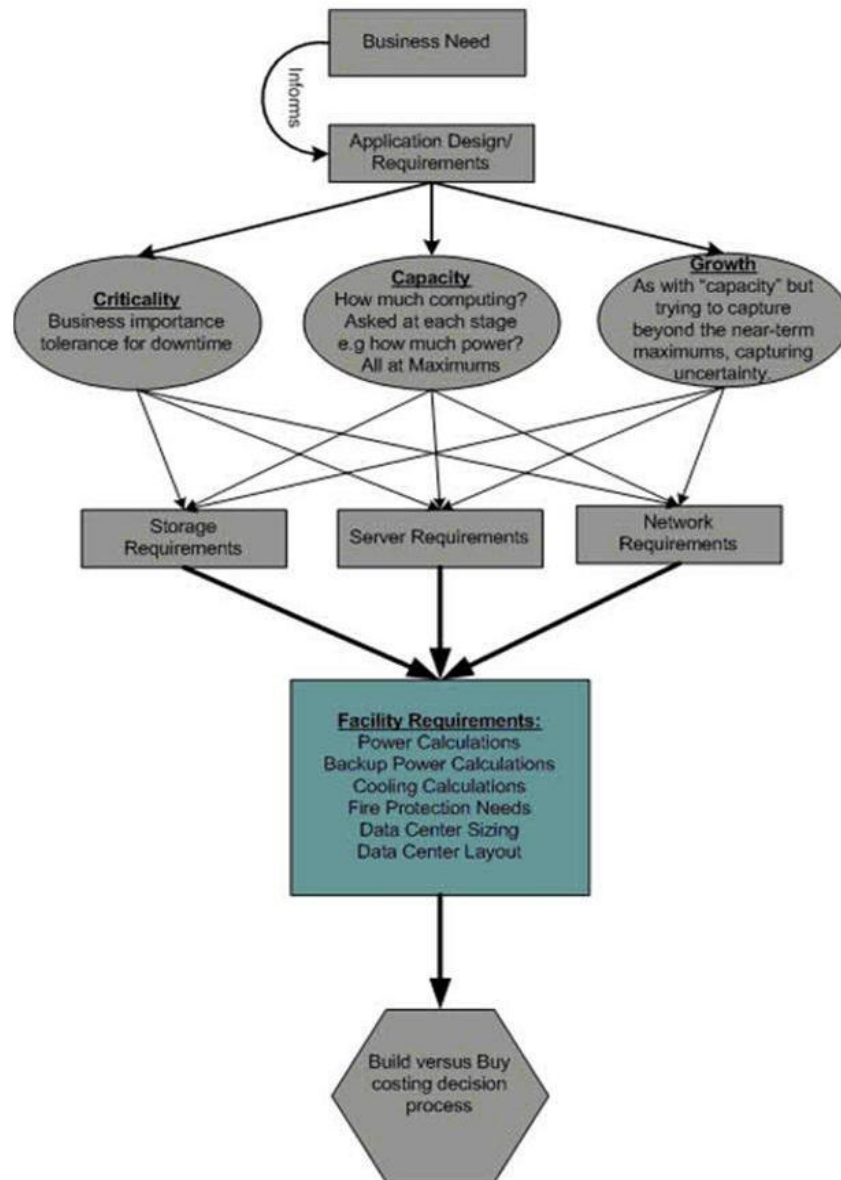 Business Need
Informs
Application Design/
Requirements
Criticality
Business importance
tolerance for downtime
Capacity
How much computing?
Asked at each stage
e.g how much power?
All at Maximums
Growth
As with "capacity" but
trying to capture
beyond the near-term
maximums, capturing
uncertainty.
Storage
Requirements
Server Requirements
Network
Requirements
Facility Requirements:
Power Calculations
Backup Power Calculations
Cooling Calculations
Fire Protection Needs
Data Center Sizing
Data Center Layout
Build versus Buy
costing decision
process